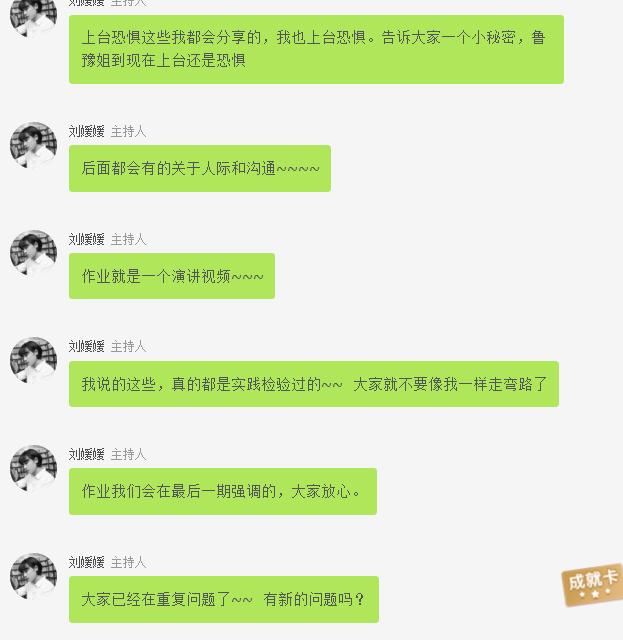 刘媛媛 主持人
上台恐惧这些我都会分享的，我也上台恐惧。告诉大家一个小秘密，鲁
豫姐到现在上台还是恐惧
刘媛媛 主持人
后面都会有的关于人际和沟通~~~~
刘媛媛 主持人
作业就是一个演讲视频~~~
刘媛媛 主持人
我说的这些，真的都是实践检验过的~~ 大家就不要像我一样走弯路了
刘媛媛 主持人
作业我们会在最后一期强调的，大家放心。
刘媛媛 主持人
成就卡
大家已经在重复问题了~~ 有新的问题吗？